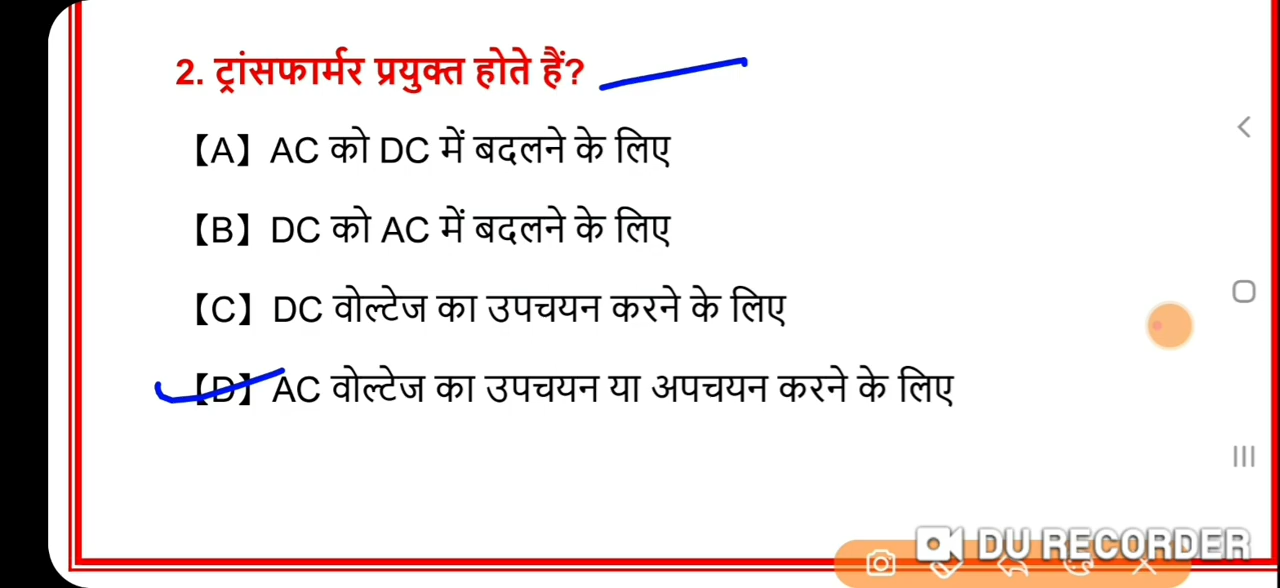 2. ट्रांसफार्मर प्रयुक्त होते हैं?
【A】 AC को DC में बदलने के लिए
【B】 DC को AC में बदलने के लिए
【C】 DC वोल्टेज का उपचयन करने के लिए
【D】 AC वोल्टेज का उपचयन या अपचयन करने के लिए
DU RECORDER